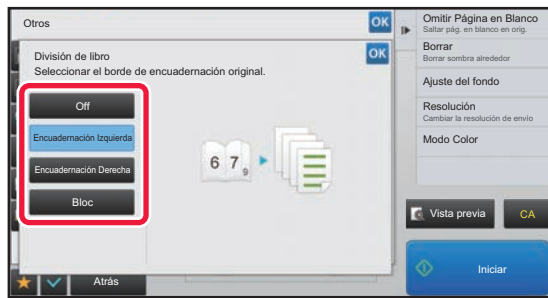 Otros
OK
División de libro
OK
Seleccionar el borde de encuadernación original.
Off
Encuadernación Izquierda
Encuadernación Derecha
Bloc
6 7 9
Atrás
Omitir Página en Blanco
Saltar pág. en blanco en orig.
Borrar
Borrar sombra alrededor
Ajuste del fondo
Resolución
Cambiar la resolución de envío
Modo Color
Vista previa
CA
Iniciar